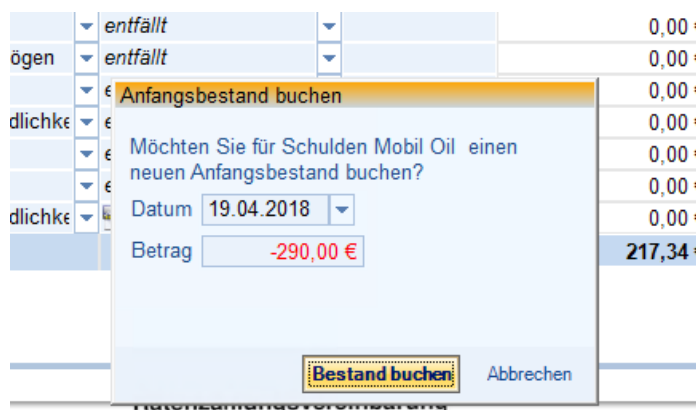 entfällt 0,00
ögen entfällt 0,00
e 0,00
Anfangsbestand buchen
dlichke e 0,00
Möchten Sie für Schulden Mobil Oil einen
e 0,00
neuen Anfangsbestand buchen?
e 0,00
Datum 19.04.2018
dlichke 0,00
Betrag -290,00 €
217,34
Bestand buchen Abbrechen
Ratenzahlungsvereinbarung